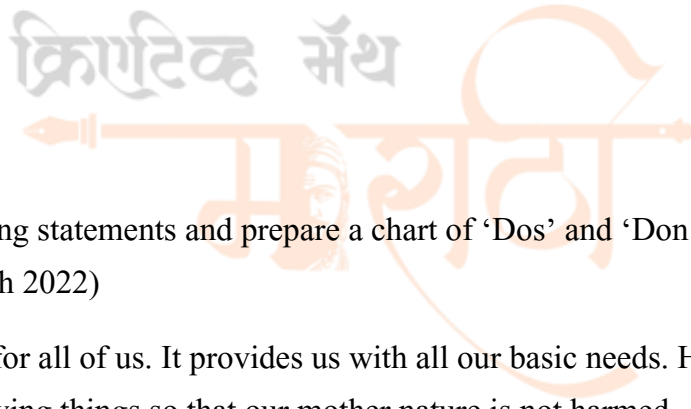 क्रिएटिव्ह मॅथ
मराठी
ng statements and prepare a chart of ‘Dos’ and ‘Don
h 2022)
for all of us. It provides us with all our basic needs. H
ving things so that our mother nature is not harmed